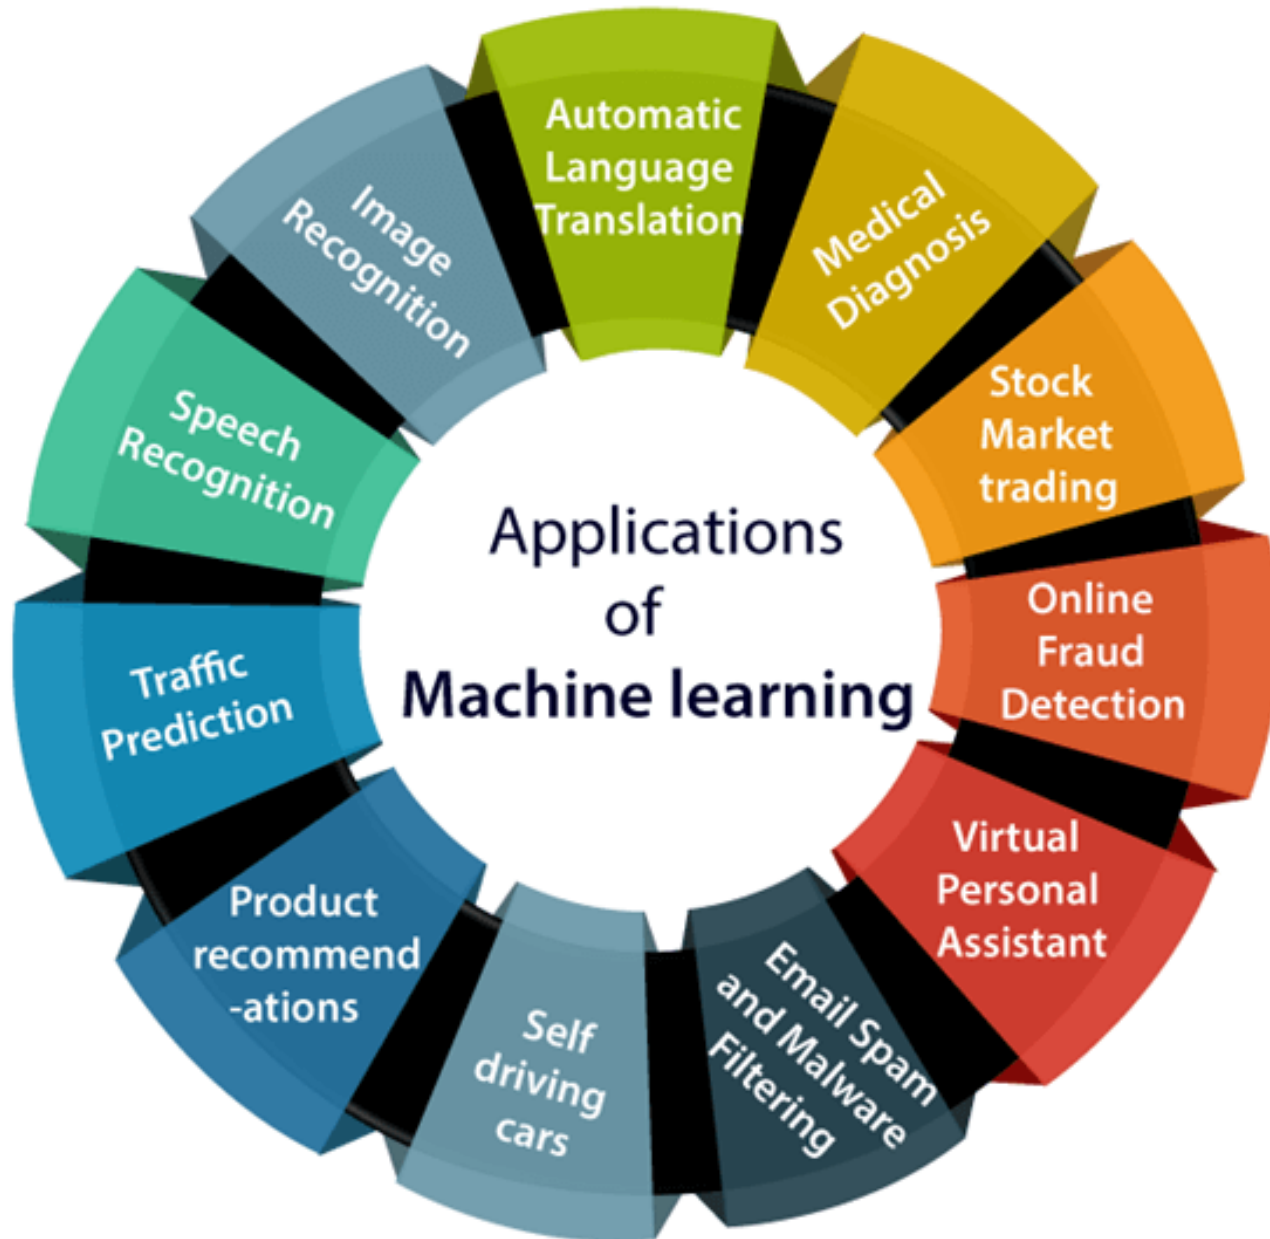 Applications
of
Machine learning
Automatic
Language
Translation
Medical
Diagnosis
Stock
Market
trading
Online
Fraud
Detection
Virtual
Personal
Assistant
Email Spam
and Malware
Filtering
Self
driving
cars
Product
recommend
-ations
Traffic
Prediction
Speech
Recognition
Image
Recognition